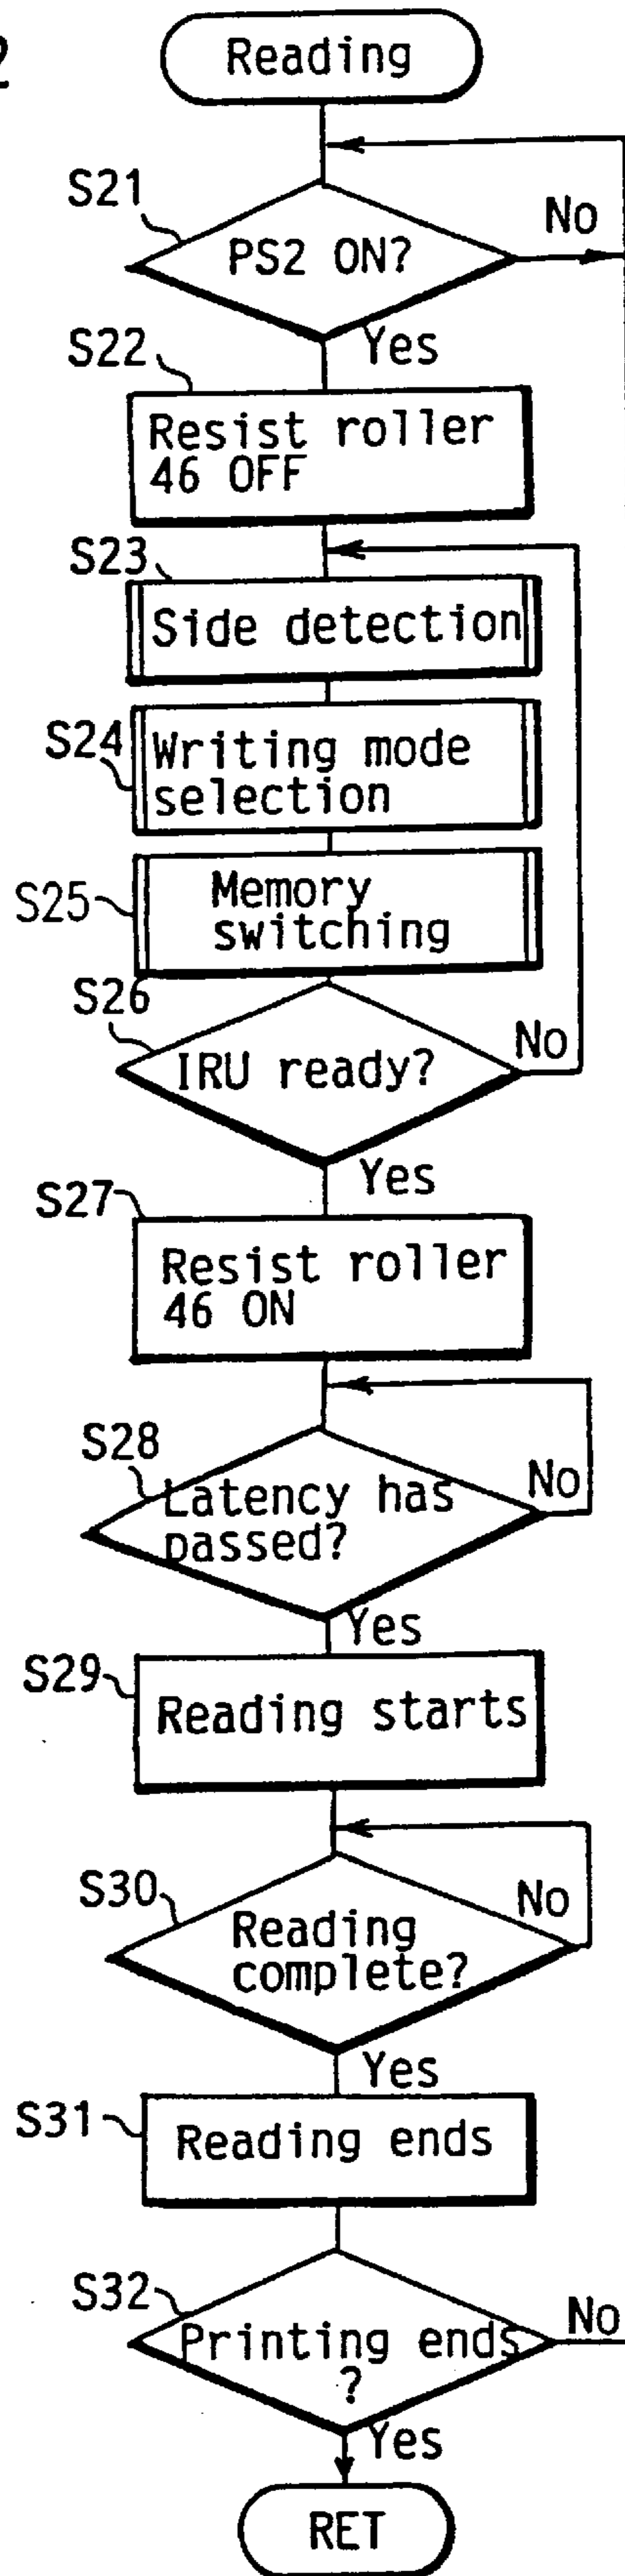 2
Reading
S21
No
PS2 ON?
Yes
S22
Resist roller
46 OFF
S23
Side detection
S24
Writing mode
selection
S25
Memory
switching
S26
No
IRU ready?
Yes
S27
Resist roller
46 ON
S28
No
Latency has
passed?
Yes
S29
Reading starts
S30
No
Reading
complete?
Yes
S31
Reading ends
S32
No
Printing ends
?
Yes
RET